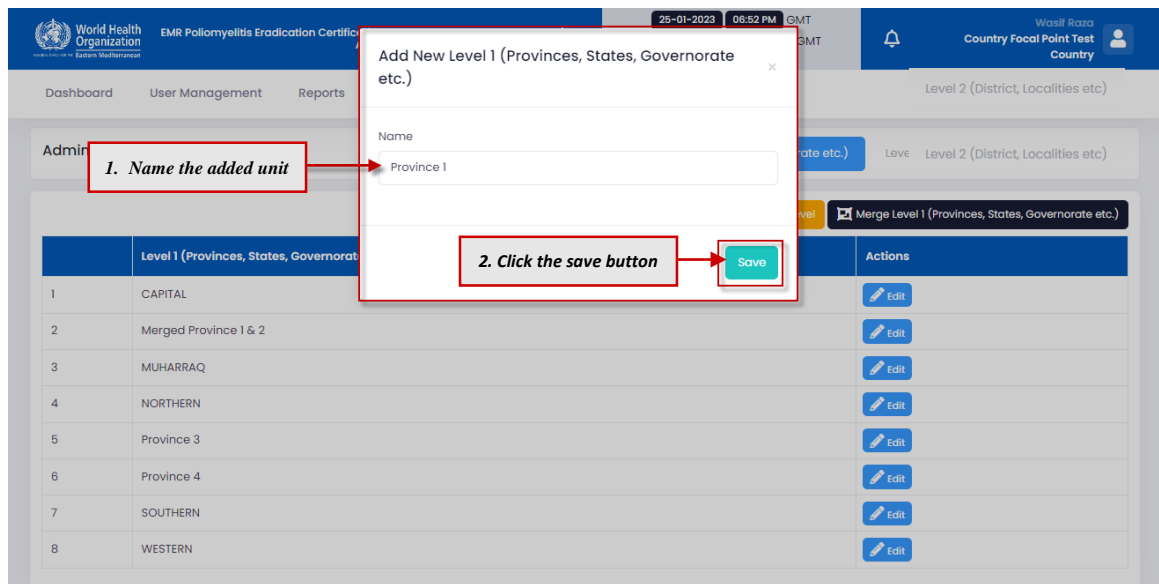 World Health
Organization
Eastern Mediterranean
EMR Poliomyelitis Eradication Certific
A
25-01-2023 06:52 PM GMT
GMT
Wasif Raza
Country Focal Point Test
Country
Dashboard User Management Reports
Level 2 (District, Localities etc)
Add New Level 1 (Provinces, States, Governorate
etc.)
×
Name
Province 1
Save
1. Name the added unit
2. Click the save button
Admin
rate etc.)
Leve
Level 2 (District, Localities etc)
vel
Merge Level 1 (Provinces, States, Governorate etc.)
Level 1 (Provinces, States, Governorat Actions
1 CAPITAL Edit
2 Merged Province 1 & 2 Edit
3 MUHARRAQ Edit
4 NORTHERN Edit
5 Province 3 Edit
6 Province 4 Edit
7 SOUTHERN Edit
8 WESTERN Edit